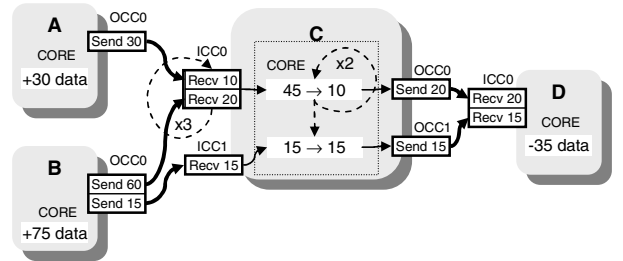 A
OCC0
Send 30
CORE
+30 data
ICC0
Recv 10
Recv 20
x3
B
OCC0
Send 60
Send 15
CORE
+75 data
ICC1
Recv 15
C
CORE
x2
45 → 10
15 → 15
OCC0
Send 20
OCC1
Send 15
ICC0
Recv 20
Recv 15
D
CORE
-35 data